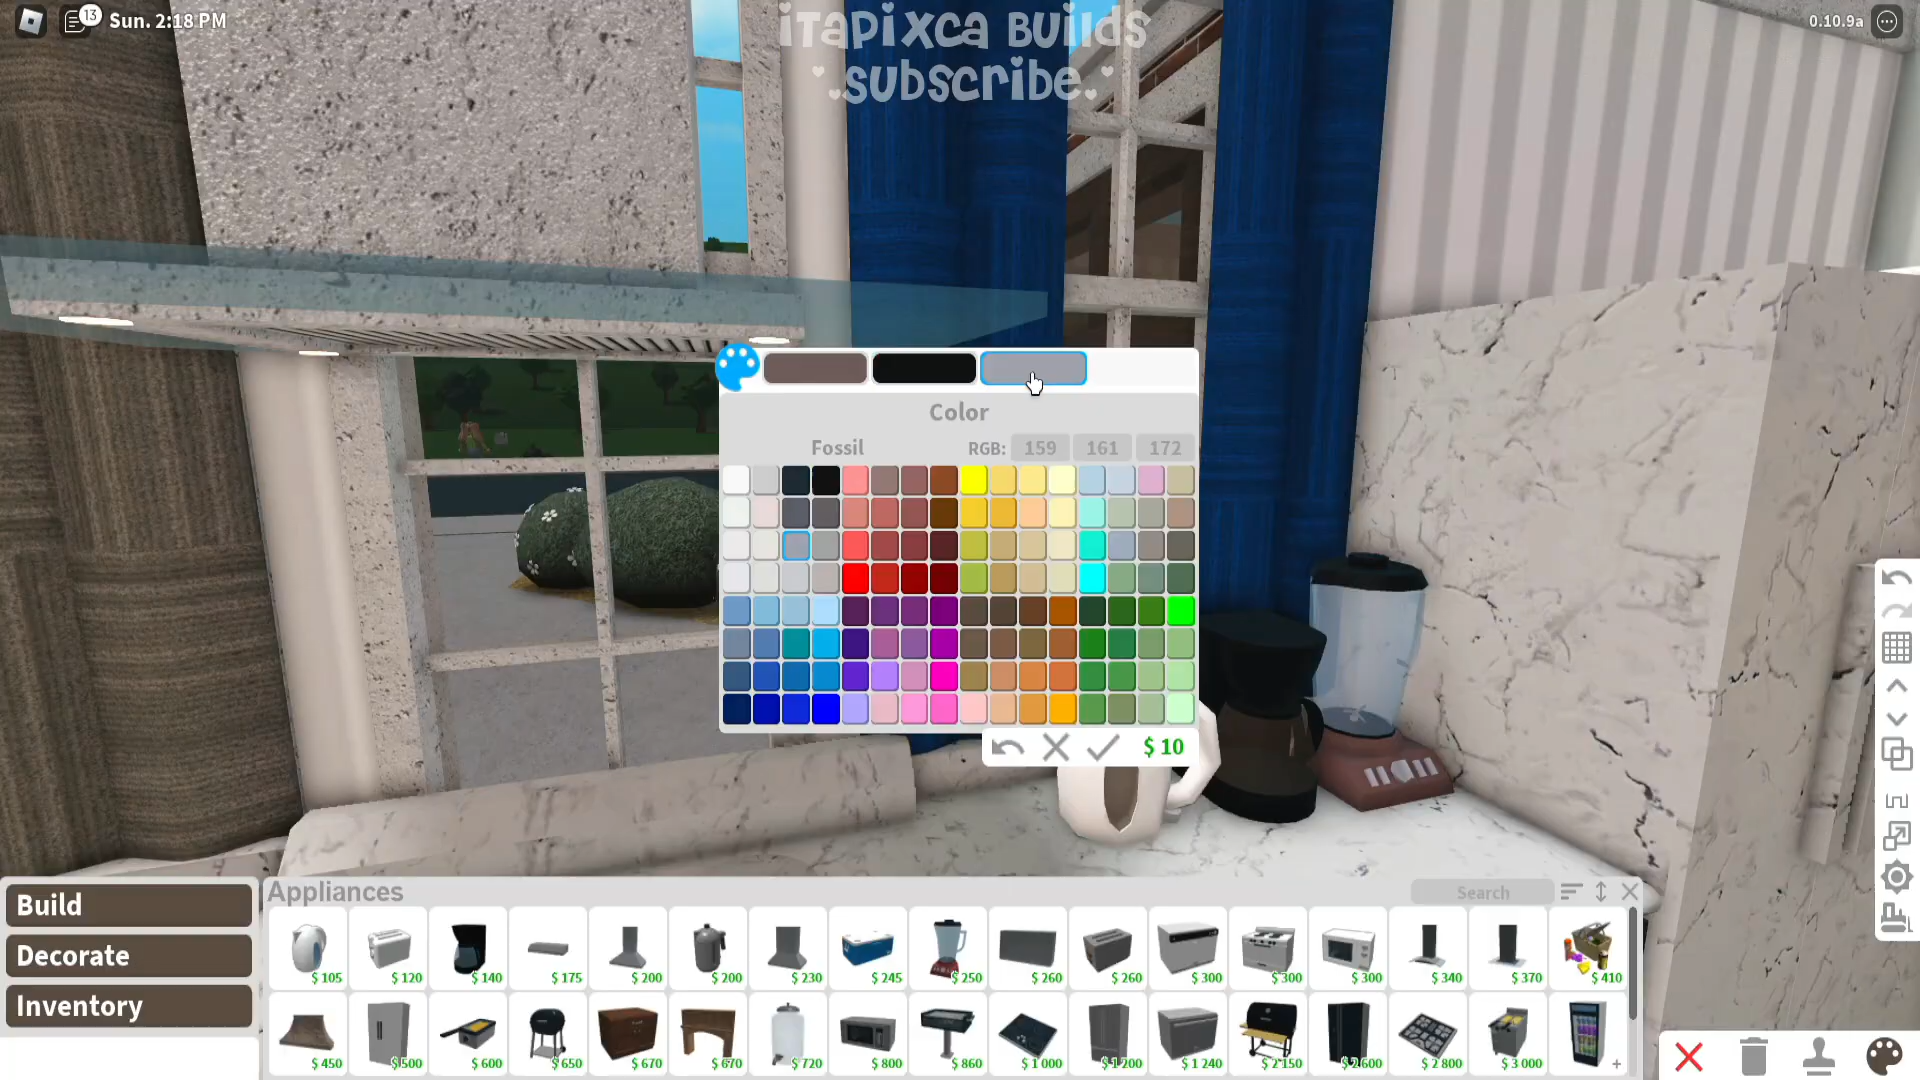 13
Sun. 2:18 PM
iTapixca Builds
subscribe
0.10.9a
Color
Fossil
RGB: 159 161 172
$ 10
Build
Decorate
Inventory
Appliances
Search
$ 105 $ 120 $ 140 $ 175 $ 200 $ 200 $ 230 $ 245 $ 250 $ 260 $ 260 $ 300 $ 300 $ 300 $ 340 $ 370 $ 410
$ 450 $ 500 $ 600 $ 650 $ 670 $ 670 $ 720 $ 800 $ 860 $ 1 000 $ 1 200 $ 1 240 $ 2 150 $ 2 600 $ 2 800 $ 3 000 +